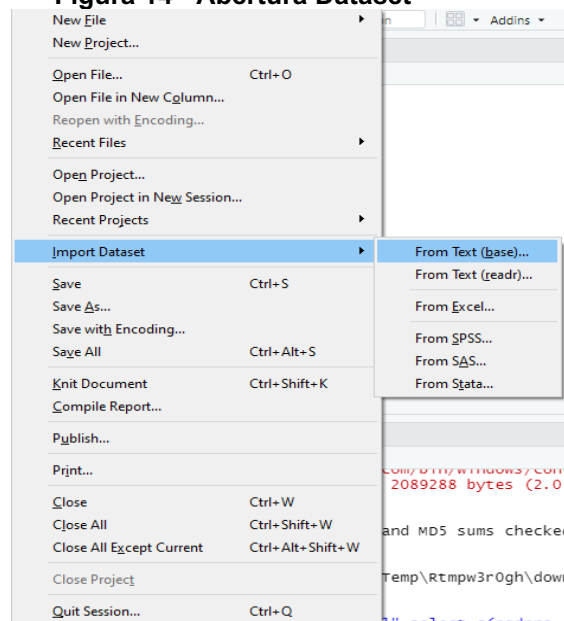 Figura 14 - Abertura Dataset
New File
New Project...
Addins
Open File... Ctrl+O
Open File in New Column...
Reopen with Encoding...
Recent Files
Open Project...
Open Project in New Session...
Recent Projects
Import Dataset
From Text (base)...
From Text (readr)...
From Excel...
From SPSS...
From SAS...
From Stata...
Save Ctrl+S
Save As...
Save with Encoding...
Save All Ctrl+Alt+S
Knit Document Ctrl+Shift+K
Compile Report...
Publish...
Print...
2089288 bytes (2.0
Close Ctrl+W
Close All Ctrl+Shift+W
and MD5 sums checke
Close All Except Current Ctrl+Alt+Shift+W
Close Project
Temp\Rtmpw3r0gh\dow
Quit Session... Ctrl+Q